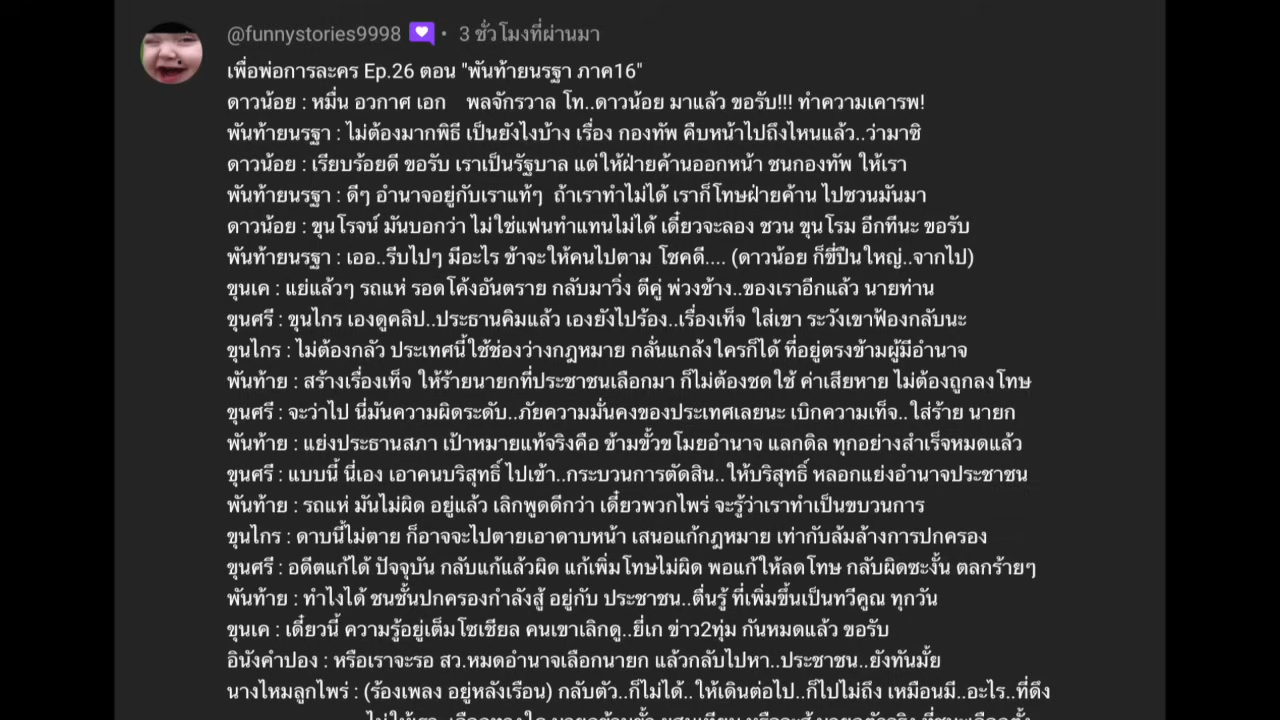 @funnystories9998 • 3 ชั่วโมงที่ผ่านมา
เพื่อพ่อการละคร Ep.26 ตอน "พันท้ายนรฐา ภาค16"
ดาวน้อย : หมื่น อวกาศ เอก พลจักรวาล โท..ดาวน้อย มาแล้ว ขอรับ!!! ทำความเคารพ!
พันท้ายนรฐา : ไม่ต้องมากพิธี เป็นยังไงบ้าง เรื่อง กองทัพ คืบหน้าไปถึงไหนแล้ว..ว่ามาซิ
ดาวน้อย : เรียบร้อยดี ขอรับ เราเป็นรัฐบาล แต่ให้ฝ่ายค้านออกหน้า ชนกองทัพ ให้เรา
พันท้ายนรฐา : ดีๆ อำนาจอยู่กับเราแท้ๆ ถ้าเราทำไม่ได้ เราก็โทษฝ่ายค้าน ไปชวนมันมา
ดาวน้อย : ขุนโรจน์ มันบอกว่า ไม่ใช่แฟนทำแทนไม่ได้ เดี๋ยวจะลอง ชวน ขุนโรม อีกทีนะ ขอรับ
พันท้ายนรฐา : เออ..รีบไปๆ มีอะไร ข้าจะให้คนไปตาม โชคดี.... (ดาวน้อย ก็ขี่ปืนใหญ่..จากไป)
ขุนเค : แย่แล้วๆ รถแห่ รอดโค้งอันตราย กลับมาวิ่ง ตีคู่ พ่วงข้าง..ของเราอีกแล้ว นายท่าน
ขุนศรี : ขุนไกร เองดูคลิป..ประธานคิมแล้ว เองยังไปร้อง..เรื่องเท็จ ใส่เขา ระวังเขาฟ้องกลับนะ
ขุนไกร : ไม่ต้องกลัว ประเทศนี้ใช้ช่องว่างกฎหมาย กลั่นแกล้งใครก็ได้ ที่อยู่ตรงข้ามผู้มีอำนาจ
พันท้าย : สร้างเรื่องเท็จ ให้ร้ายนายกที่ประชาชนเลือกมา ก็ไม่ต้องชดใช้ ค่าเสียหาย ไม่ต้องถูกลงโทษ
ขุนศรี : จะว่าไป นี่มันความผิดระดับ..ภัยความมั่นคงของประเทศเลยนะ เบิกความเท็จ..ใส่ร้าย นายก
พันท้าย : แย่งประธานสภา เป้าหมายแท้จริงคือ ข้ามขั้วขโมยอำนาจ แลกดิล ทุกอย่างสำเร็จหมดแล้ว
ขุนศรี : แบบนี้ นี่เอง เอาคนบริสุทธิ์ ไปเข้า..กระบวนการตัดสิน..ให้บริสุทธิ์ หลอกแย่งอำนาจประชาชน
พันท้าย : รถแห่ มันไม่ผิด อยู่แล้ว เลิกพูดดีกว่า เดี๋ยวพวกไพร่ จะรู้ว่าเราทำเป็นขบวนการ
ขุนไกร : ดาบนี้ไม่ตาย ก็อาจจะไปตายเอาดาบหน้า เสนอแก้กฎหมาย เท่ากับล้มล้างการปกครอง
ขุนศรี : อดีตแก้ได้ ปัจจุบัน กลับแก้แล้วผิด แก้เพิ่มโทษไม่ผิด พอแก้ให้ลดโทษ กลับผิดซะงั้น ตลกร้ายๆ
พันท้าย : ทำไงได้ ชนชั้นปกครองกำลังสู้ อยู่กับ ประชาชน..ตื่นรู้ ที่เพิ่มขึ้นเป็นทวีคูณ ทุกวัน
ขุนเค : เดี๋ยวนี้ ความรู้อยู่เต็มโซเชียล คนเขาเลิกดู..ยี่เก ข่าว2ทุ่ม กันหมดแล้ว ขอรับ
อินังคำปอง : หรือเราจะรอ สว.หมดอำนาจเลือกนายก แล้วกลับไปหา..ประชาชน..ยังทันมั้ย
นางไหมลูกไพร่ : (ร้องเพลง อยู่หลังเรือน) กลับตัว..ก็ไม่ได้..ให้เดินต่อไป..ก็ไปไม่ถึง เหมือนมี..อะไร..ที่ดึง